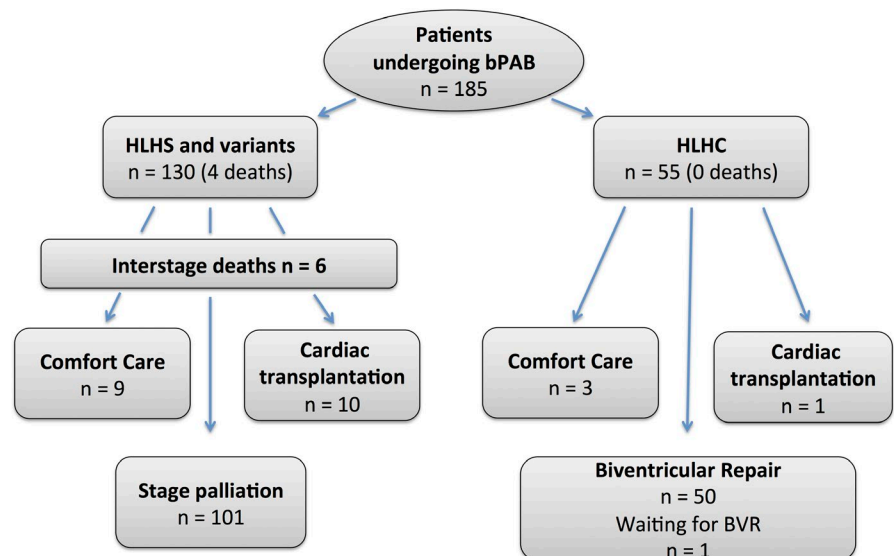 Patients
undergoing bPAB
n = 185
HLHS and variants
n = 130 (4 deaths)
HLHC
n = 55 (0 deaths)
Interstage deaths n = 6
Comfort Care
n = 9
Cardiac
transplantation
n = 10
Comfort Care
n = 3
Cardiac
transplantation
n = 1
Stage palliation
n = 101
Biventricular Repair
n = 50
Waiting for BVR
n = 1